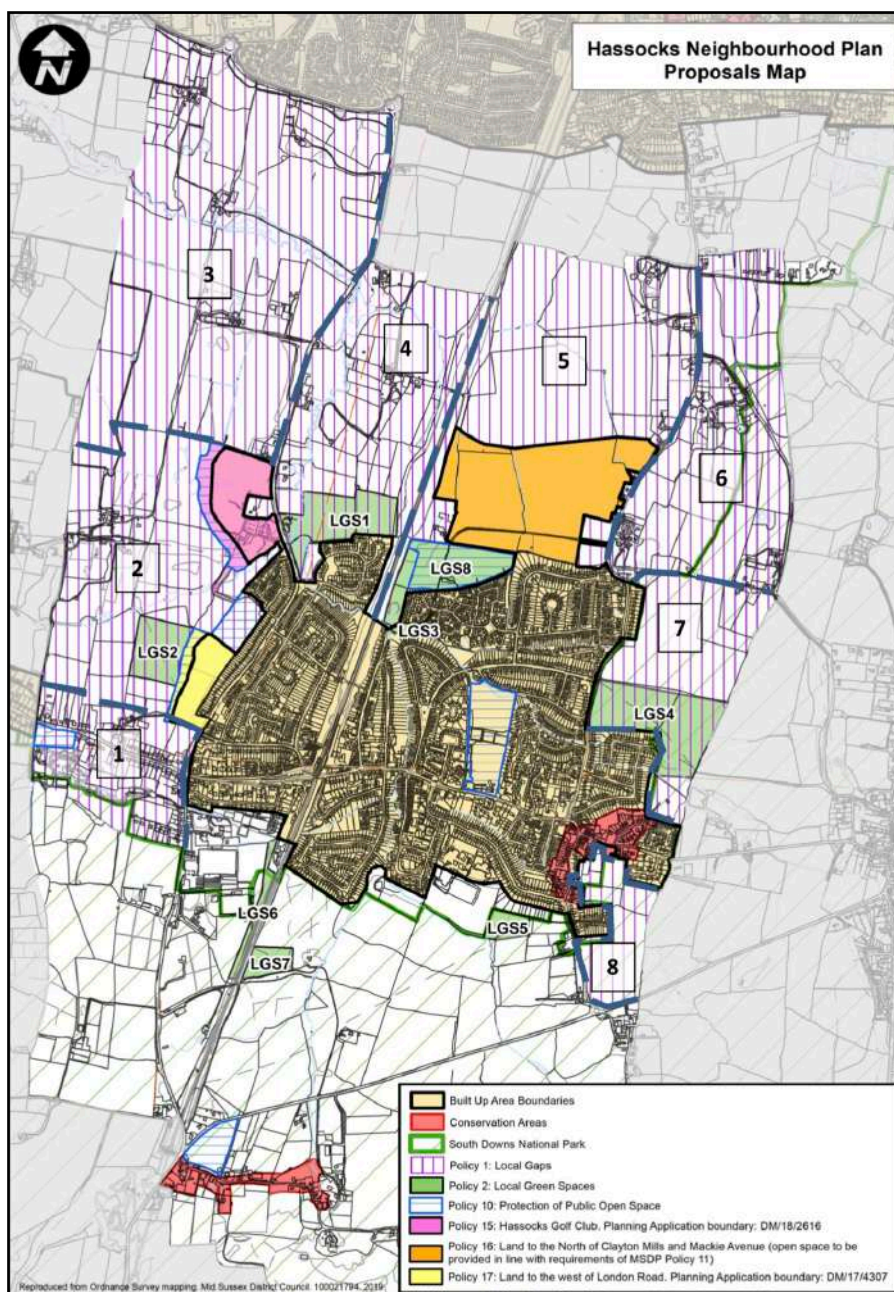 N
Hassocks Neighbourhood Plan
Proposals Map
3
4
5
6
LGS1
2
LGS8
7
LGS2
LGS3
LGS4
1
LGS6
LGS5
LGS7
8
Built Up Area Boundaries
Conservation Areas
South Downs National Park
Policy 1: Local Gaps
Policy 2: Local Green Spaces
Policy 10: Protection of Public Open Space
Policy 15: Hassocks Golf Club. Planning Application boundary: DM/18/2616
Policy 16: Land to the North of Clayton Mills and Mackie Avenue (open space to be
provided in line with requirements of MSDP Policy 11)
Policy 17: Land to the west of London Road. Planning Application boundary: DM/17/4307
Reproduced from Ordnance Survey mapping. Mid Sussex District Council. 100021794. 2019.